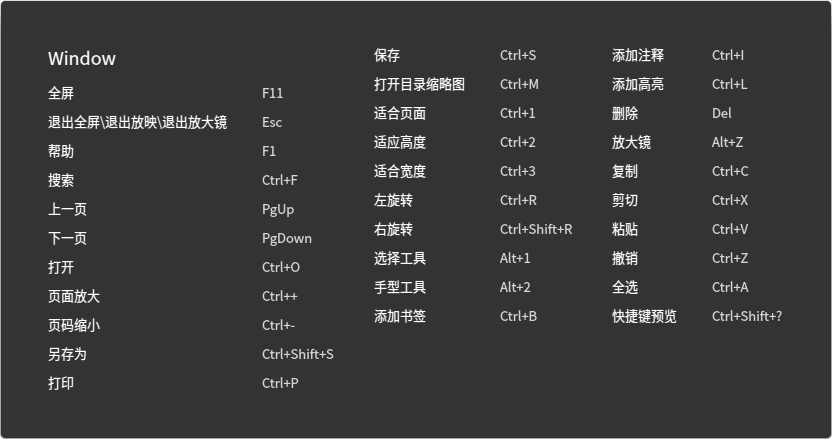 Window
全屏 F11
退出全屏\退出放映\退出放大镜 Esc
帮助 F1
搜索 Ctrl+F
上一页 PgUp
下一页 PgDown
打开 Ctrl+O
页面放大 Ctrl++
页码缩小 Ctrl+-
另存为 Ctrl+Shift+S
打印 Ctrl+P
保存 Ctrl+S
打开目录缩略图 Ctrl+M
适合页面 Ctrl+1
适应高度 Ctrl+2
适合宽度 Ctrl+3
左旋转 Ctrl+R
右旋转 Ctrl+Shift+R
选择工具 Alt+1
手型工具 Alt+2
添加书签 Ctrl+B
添加注释 Ctrl+I
添加高亮 Ctrl+L
删除 Del
放大镜 Alt+Z
复制 Ctrl+C
剪切 Ctrl+X
粘贴 Ctrl+V
撤销 Ctrl+Z
全选 Ctrl+A
快捷键预览 Ctrl+Shift+?